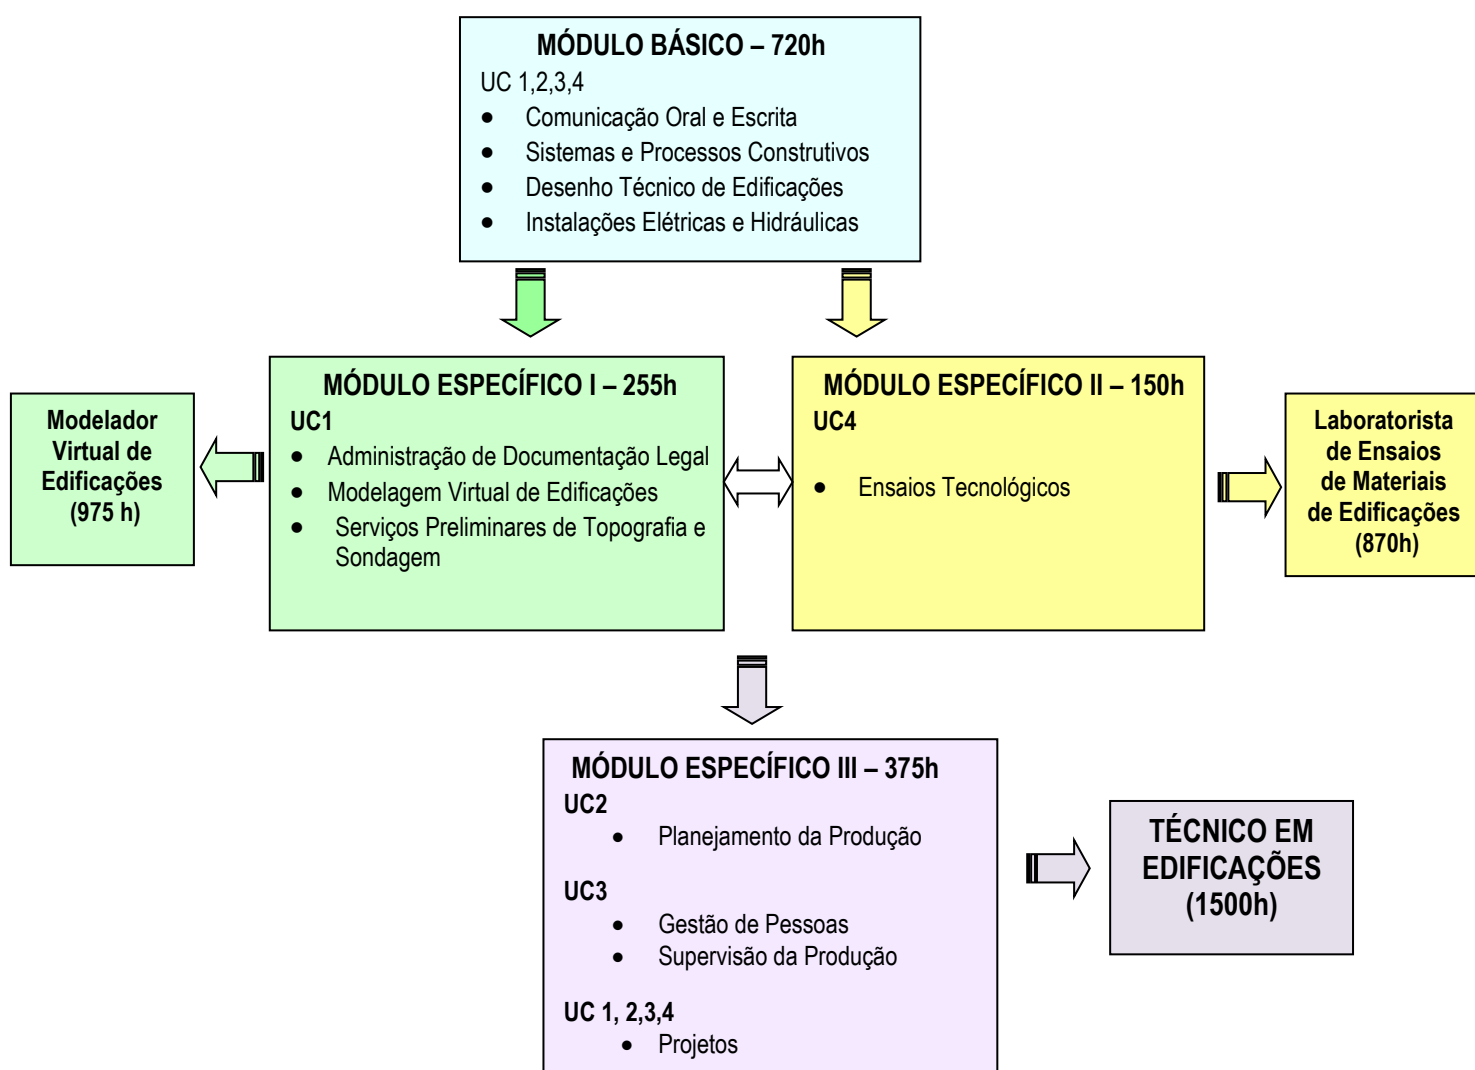 MÓDULO BÁSICO – 720h
UC 1,2,3,4
• Comunicação Oral e Escrita
• Sistemas e Processos Construtivos
• Desenho Técnico de Edificações
• Instalações Elétricas e Hidráulicas
Modelador
Virtual de
Edificações
(975 h)
MÓDULO ESPECÍFICO I – 255h
UC1
• Administração de Documentação Legal
• Modelagem Virtual de Edificações
• Serviços Preliminares de Topografia e
Sondagem
MÓDULO ESPECÍFICO II – 150h
UC4
• Ensaios Tecnológicos
Laboratorista
de Ensaios
de Materiais
de Edificações
(870h)
MÓDULO ESPECÍFICO III – 375h
UC2
• Planejamento da Produção
UC3
• Gestão de Pessoas
• Supervisão da Produção
UC 1, 2,3,4
• Projetos
TÉCNICO EM
EDIFICAÇÕES
(1500h)